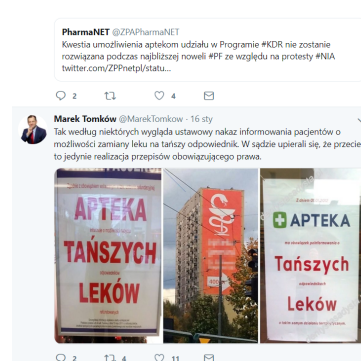 PharmaNET @ZPAPharmaNET
Kwestia umożliwienia aptekom udziału w Programie #KDR nie zostanie
rozwiązana podczas najbliższej noweli #PF ze względu na protesty #NIA
twitter.com/ZPPnetpl/statu...
2
4
Marek Tomków @MarekTomkow · 16 sty
Tak według niektórych wygląda ustawowy nakaz informowania pacjentów o
możliwości zamiany leku na tańszy odpowiednik. W sądzie upierali się, że przecie
to jedynie realizacja przepisów obowiązującego prawa.
APTEKA
TAŃSZYCH
LEKÓW
APTEKA
Tańszych
Leków
2
4
11